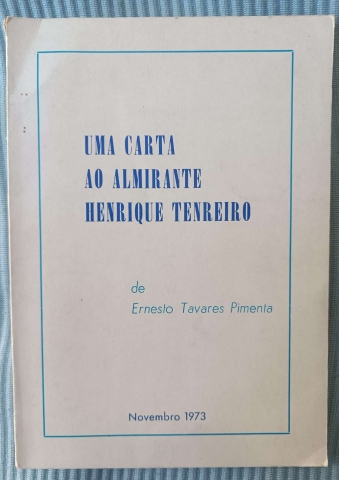 UMA CARTA
AO ALMIRANTE
HENRIQUE TENREIRO
de
Ernesto Tavares Pimenta
Novembro 1973